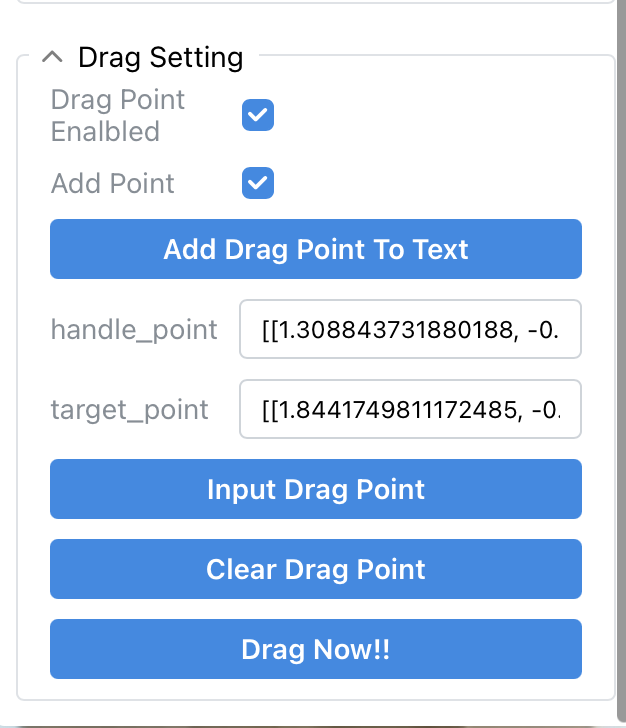 Drag Setting
Drag Point
Enalbled
Add Point
Add Drag Point To Text
handle_point
[[1.308843731880188, -0.
target_point
[[1.8441749811172485, -0.
Input Drag Point
Clear Drag Point
Drag Now!!